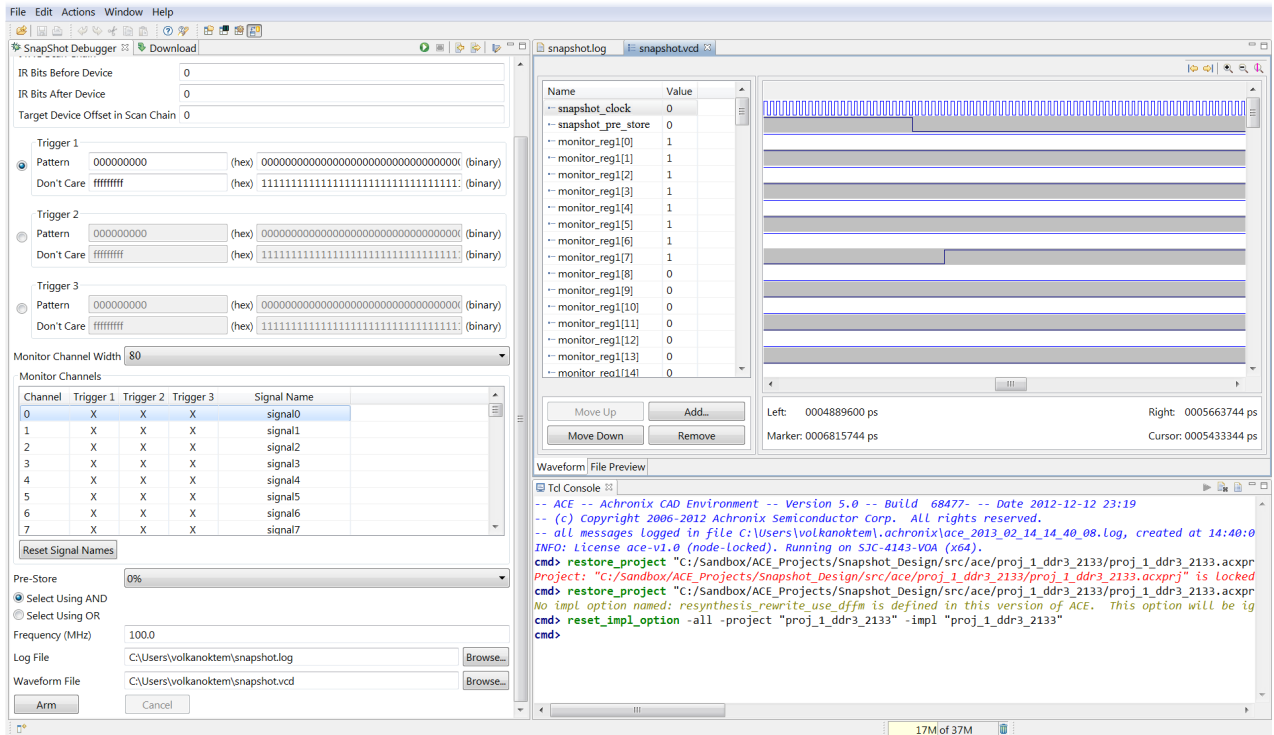 File Edit Actions Window Help
SnapShot Debugger
Download
IR Bits Before Device 0
IR Bits After Device 0
Target Device Offset in Scan Chain 0
Trigger 1
Pattern 000000000 (hex) 000000000000000000000000000000000 (binary)
Don't Care fffffffff (hex) 111111111111111111111111111111111 (binary)
Trigger 2
Pattern 000000000 (hex) 000000000000000000000000000000000 (binary)
Don't Care fffffffff (hex) 111111111111111111111111111111111 (binary)
Trigger 3
Pattern 000000000 (hex) 000000000000000000000000000000000 (binary)
Don't Care fffffffff (hex) 111111111111111111111111111111111 (binary)
Monitor Channel Width 80
Monitor Channels
Channel Trigger 1 Trigger 2 Trigger 3 Signal Name
0 X X X signal0
1 X X X signal1
2 X X X signal2
3 X X X signal3
4 X X X signal4
5 X X X signal5
6 X X X signal6
7 X X X signal7
Reset Signal Names
Pre-Store 0%
Select Using AND
Select Using OR
Frequency (MHz) 100.0
Log File C:\Users\volkanoktem\snapshot.log Browse...
Waveform File C:\Users\volkanoktem\snapshot.vcd Browse...
Arm Cancel
snapshot.log
snapshot.vcd
Name Value
snapshot_clock 0
snapshot_pre_store 0
monitor_reg1[0] 1
monitor_reg1[1] 1
monitor_reg1[2] 1
monitor_reg1[3] 1
monitor_reg1[4] 1
monitor_reg1[5] 1
monitor_reg1[6] 1
monitor_reg1[7] 1
monitor_reg1[8] 0
monitor_reg1[9] 0
monitor_reg1[10] 0
monitor_reg1[11] 0
monitor_reg1[12] 0
monitor_reg1[13] 0
monitor_reg1[14] 0
Move Up Add...
Move Down Remove
Left: 0004889600 ps Right: 0005663744 ps
Marker: 0006815744 ps Cursor: 0005433344 ps
Waveform File Preview
Tcl Console
-- ACE -- Achronix CAD Environment -- Version 5.0 -- Build 68477- --- Date 2012-12-12 23:19
-- (c) Copyright 2006-2012 Achronix Semiconductor Corp. All rights reserved.
-- all messages logged in file C:\Users\volkanoktem\.achronix\ace_2013_02_14_14_40_08.log, created at 14:40:0
INFO: License ace-v1.0 (node-locked). Running on SJC-4143-VOA (x64).
cmd> restore_project "C:/Sandbox/ACE_Projects/Snapshot_Design/src/ace/proj_1_ddr3_2133/proj_1_ddr3_2133.acxpr
Project: "C:/Sandbox/ACE_Projects/Snapshot_Design/src/ace/proj_1_ddr3_2133/proj_1_ddr3_2133.acxprj" is Locked
cmd> restore_project "C:/Sandbox/ACE_Projects/Snapshot_Design/src/ace/proj_1_ddr3_2133/proj_1_ddr3_2133.acxpr
No impl option named: resynthesis_rewrite_use_dffm is defined in this version of ACE. This option will be ig
cmd> reset_impl_option -all -project "proj_1_ddr3_2133" -impl "proj_1_ddr3_2133"
cmd>
17M of 37M